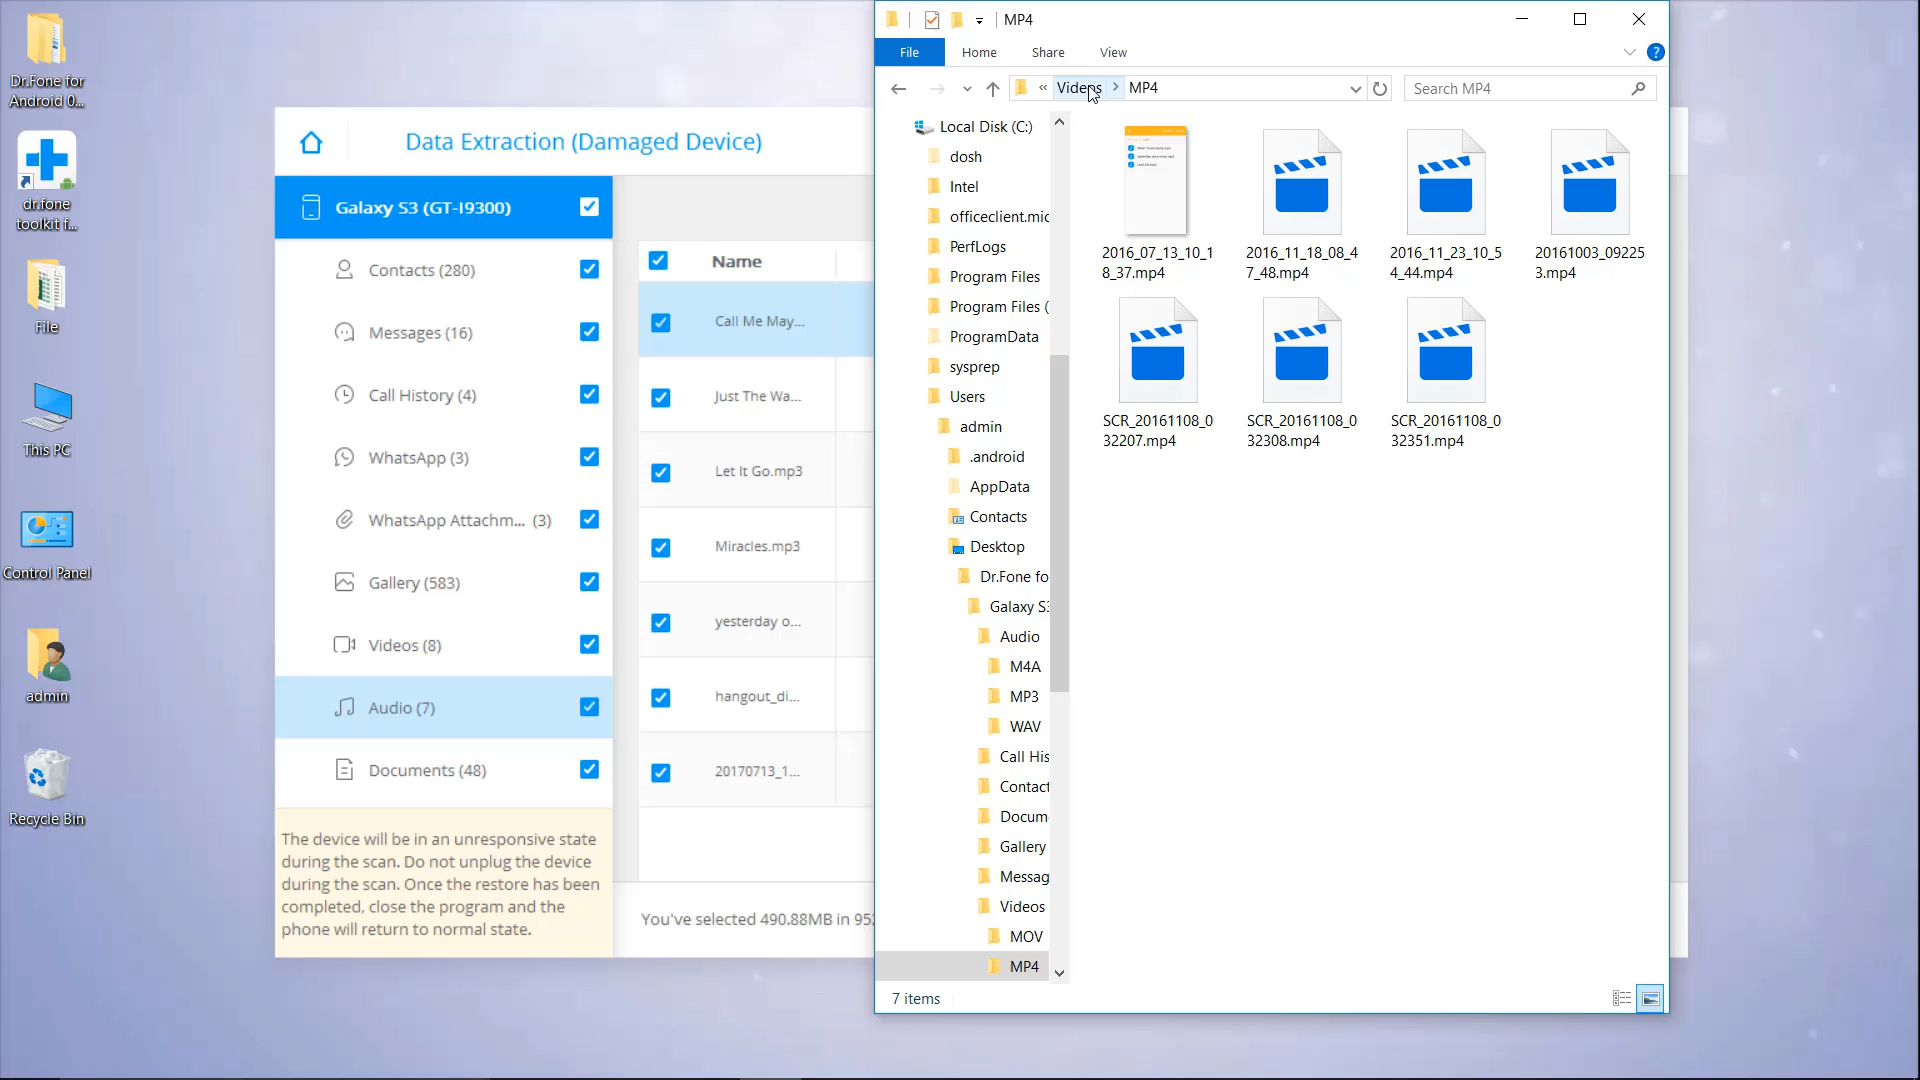 Dr.Fone for
Android 0...
dr.fone
toolkit f...
File
This PC
Control Panel
admin
Recycle Bin
Data Extraction (Damaged Device)
Galaxy S3 (GT-I9300)
Contacts (280)
Messages (16)
Call History (4)
WhatsApp (3)
WhatsApp Attachm... (3)
Gallery (583)
Videos (8)
Audio (7)
Documents (48)
The device will be in an unresponsive state
during the scan. Do not unplug the device
during the scan. Once the restore has been
completed, close the program and the
phone will return to normal state.
Name
Call Me May...
Just The Wa...
Let It Go.mp3
Miracles.mp3
yesterday o...
hangout_di...
20170713_1...
You've selected 490.88MB in 952
MP4
File Home Share View
?
« Videos > MP4
Search MP4
Local Disk (C:)
dosh
Intel
officeclient.mic
PerfLogs
Program Files
Program Files (
ProgramData
sysprep
Users
admin
.android
AppData
Contacts
Desktop
Dr.Fone fo
Galaxy S3
Audio
M4A
MP3
WAV
Call His
Contact
Docum
Gallery
Messag
Videos
MOV
MP4
2016_07_13_10_1
8_37.mp4
2016_11_18_08_4
7_48.mp4
2016_11_23_10_5
4_44.mp4
20161003_09225
3.mp4
SCR_20161108_0
32207.mp4
SCR_20161108_0
32308.mp4
SCR_20161108_0
32351.mp4
7 items